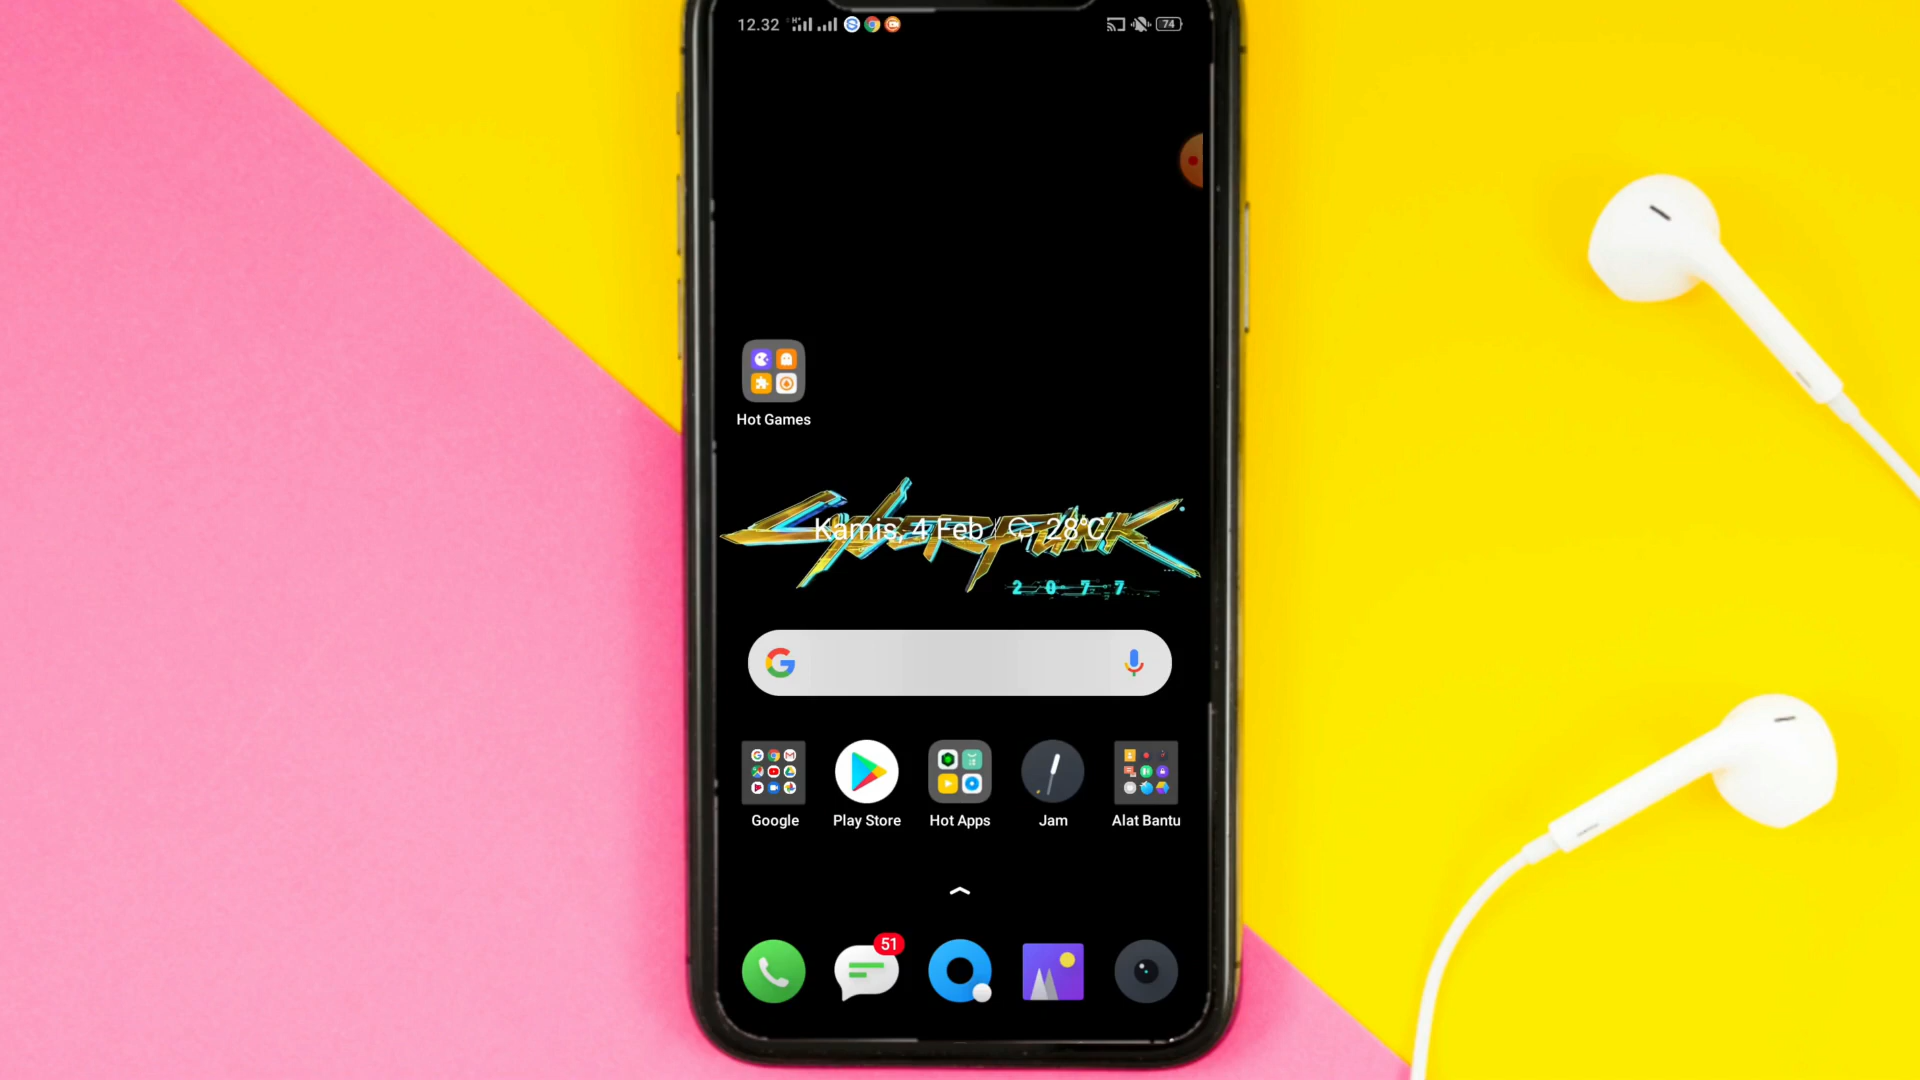 12.32
H+
74
Hot Games
CYBERPUNK
Kamis, 4 Feb 28°C
2077
Google
Play Store
Hot Apps
Jam
Alat Bantu
51